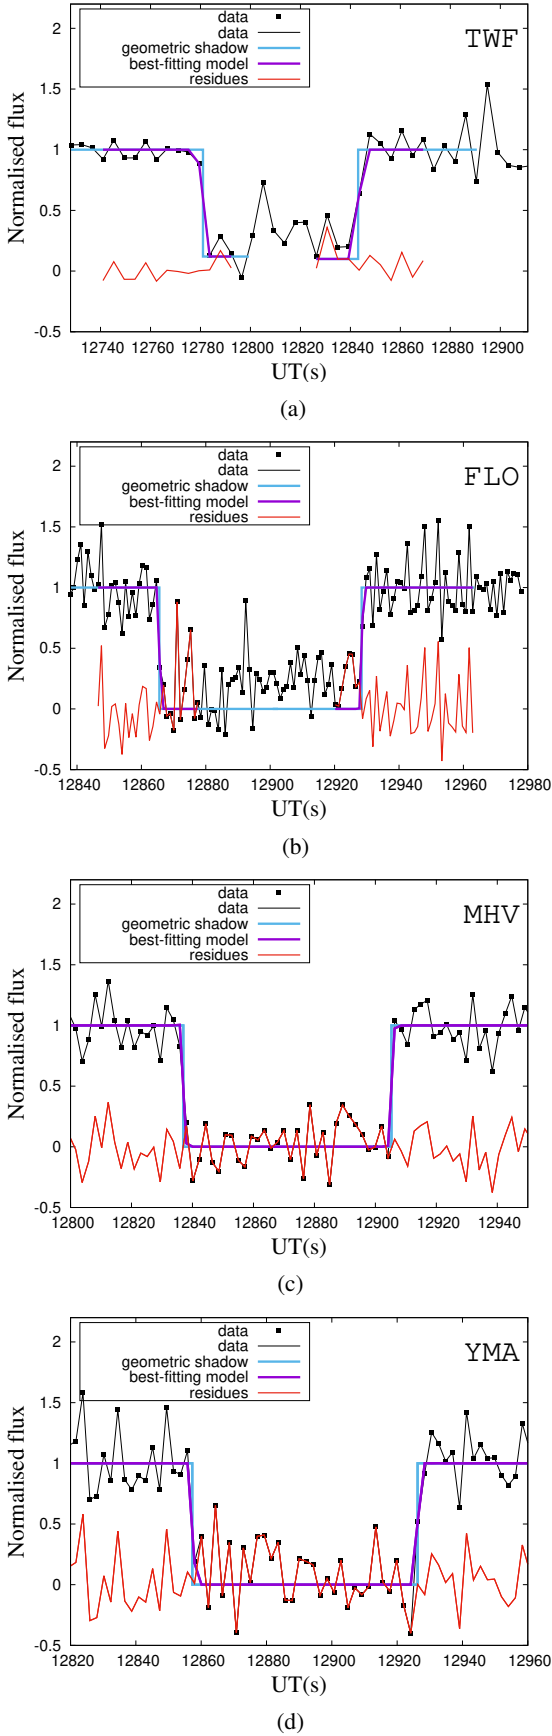 TWF
data
data
geometric shadow
best-fitting model
residues
2
1.5
1
0.5
0
-0.5
Normalised flux
12740 12760 12780 12800 12820 12840 12860 12880 12900
UT(s)
(a)
FLO
data
data
geometric shadow
best-fitting model
residues
2
1.5
1
0.5
0
-0.5
Normalised flux
12840 12860 12880 12900 12920 12940 12960 12980
UT(s)
(b)
MHV
data
data
geometric shadow
best-fitting model
residues
2
1.5
1
0.5
0
-0.5
Normalised flux
12800 12820 12840 12860 12880 12900 12920 12940
UT(s)
(c)
YMA
data
data
geometric shadow
best-fitting model
residues
2
1.5
1
0.5
0
-0.5
Normalised flux
12820 12840 12860 12880 12900 12920 12940 12960
UT(s)
(d)